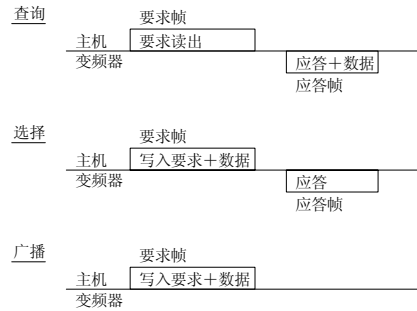 查询
要求帧
主机 要求读出
变频器 应答+数据
应答帧
选择
要求帧
主机 写入要求+数据
变频器 应答
应答帧
广播
要求帧
主机 写入要求+数据
变频器